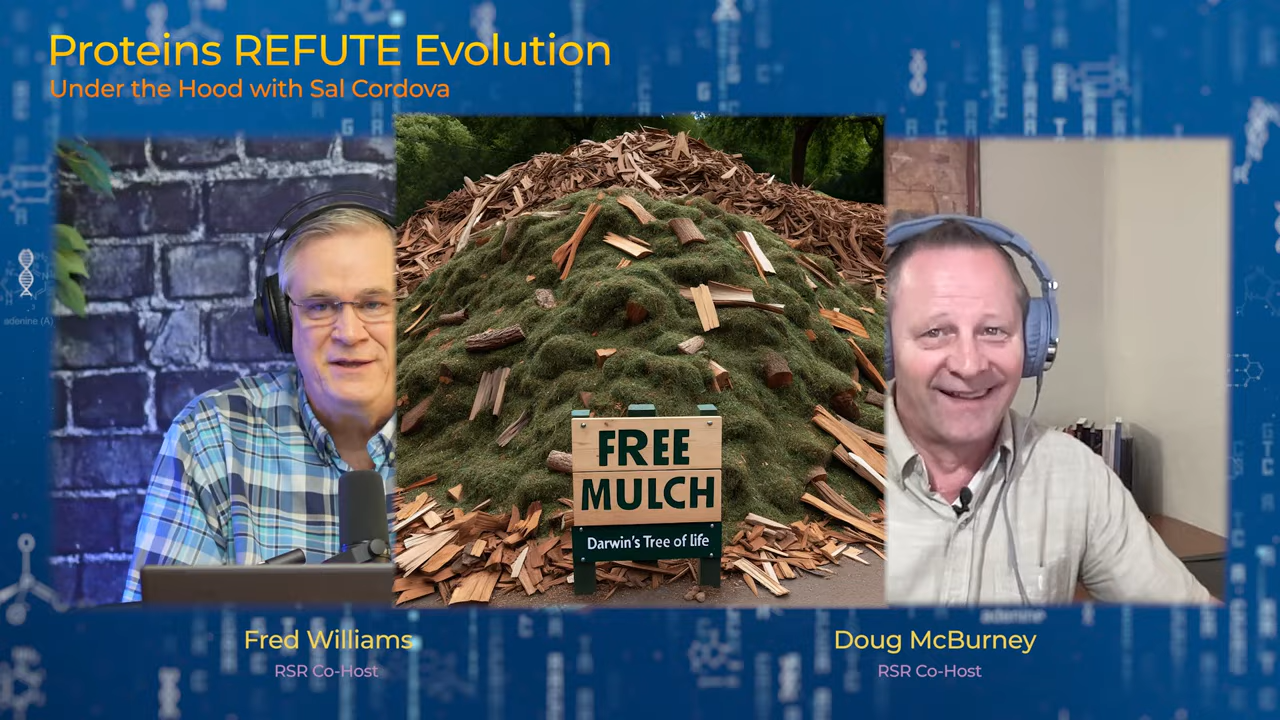 Proteins REFUTE Evolution
Under the Hood with Sal Cordova
FREE
MULCH
Darwin's Tree of life
adenine (A)
Fred Williams
RSR Co-Host
Doug McBurney
RSR Co-Host